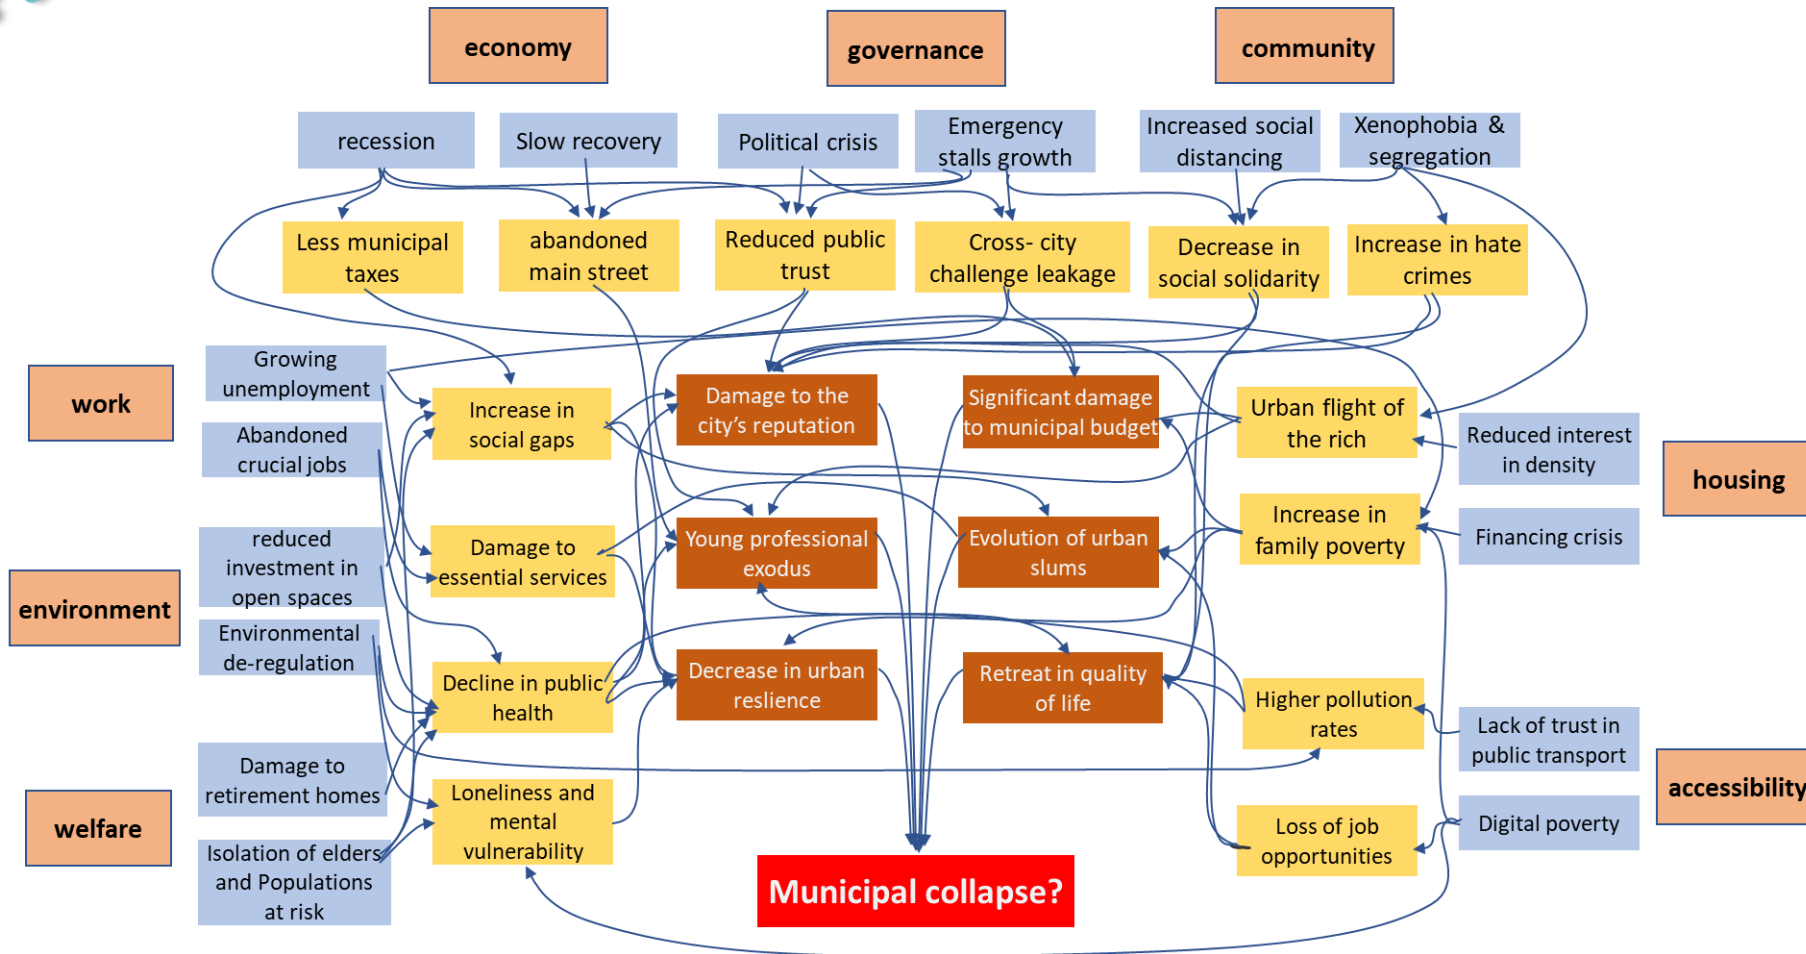 economy
governance
community
recession
Slow recovery
Political crisis
Emergency
stalls growth
Increased social
distancing
Xenophobia &
segregation
Less municipal
taxes
abandoned
main street
Reduced public
trust
Cross- city
challenge leakage
Decrease in
social solidarity
Increase in hate
crimes
work
Growing
unemployment
Abandoned
crucial jobs
Increase in
social gaps
Damage to the
city's reputation
Significant damage
to municipal budget
Urban flight of
the rich
Reduced interest
in density
housing
environment
reduced
investment in
open spaces
Environmental
de-regulation
Damage to
essential services
Young professional
exodus
Evolution of urban
slums
Increase in
family poverty
Financing crisis
Decline in public
health
Decrease in urban
reslience
Retreat in quality
of life
Higher pollution
rates
Lack of trust in
public transport
accessibility
welfare
Damage to
retirement homes
Isolation of elders
and Populations
at risk
Loneliness and
mental
vulnerability
Municipal collapse?
Loss of job
opportunities
Digital poverty